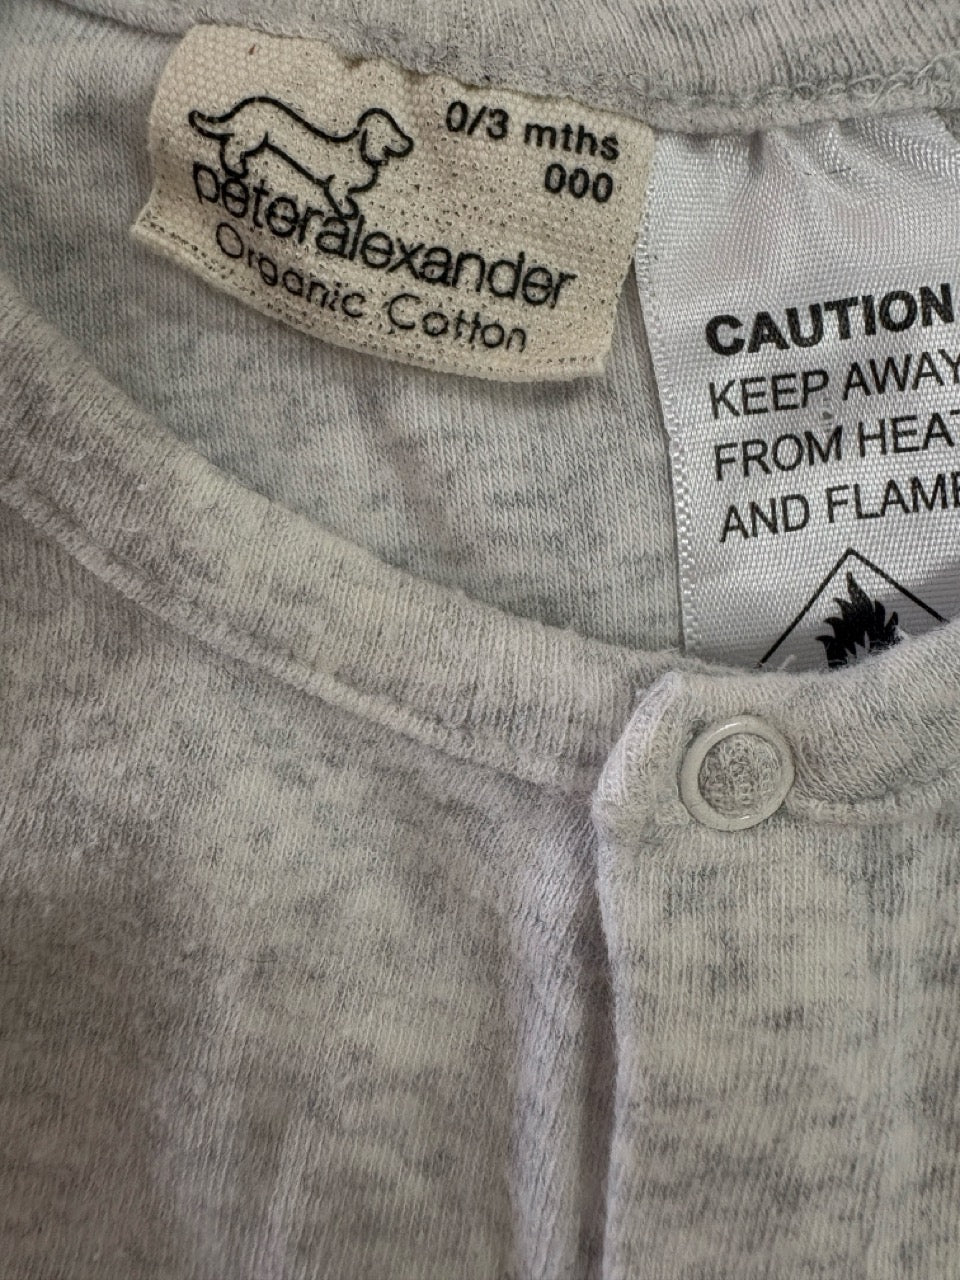 0/3 mths
000
peteralexander
Organic Cotton
CAUTION
KEEP AWAY
FROM HEAT
AND FLAME